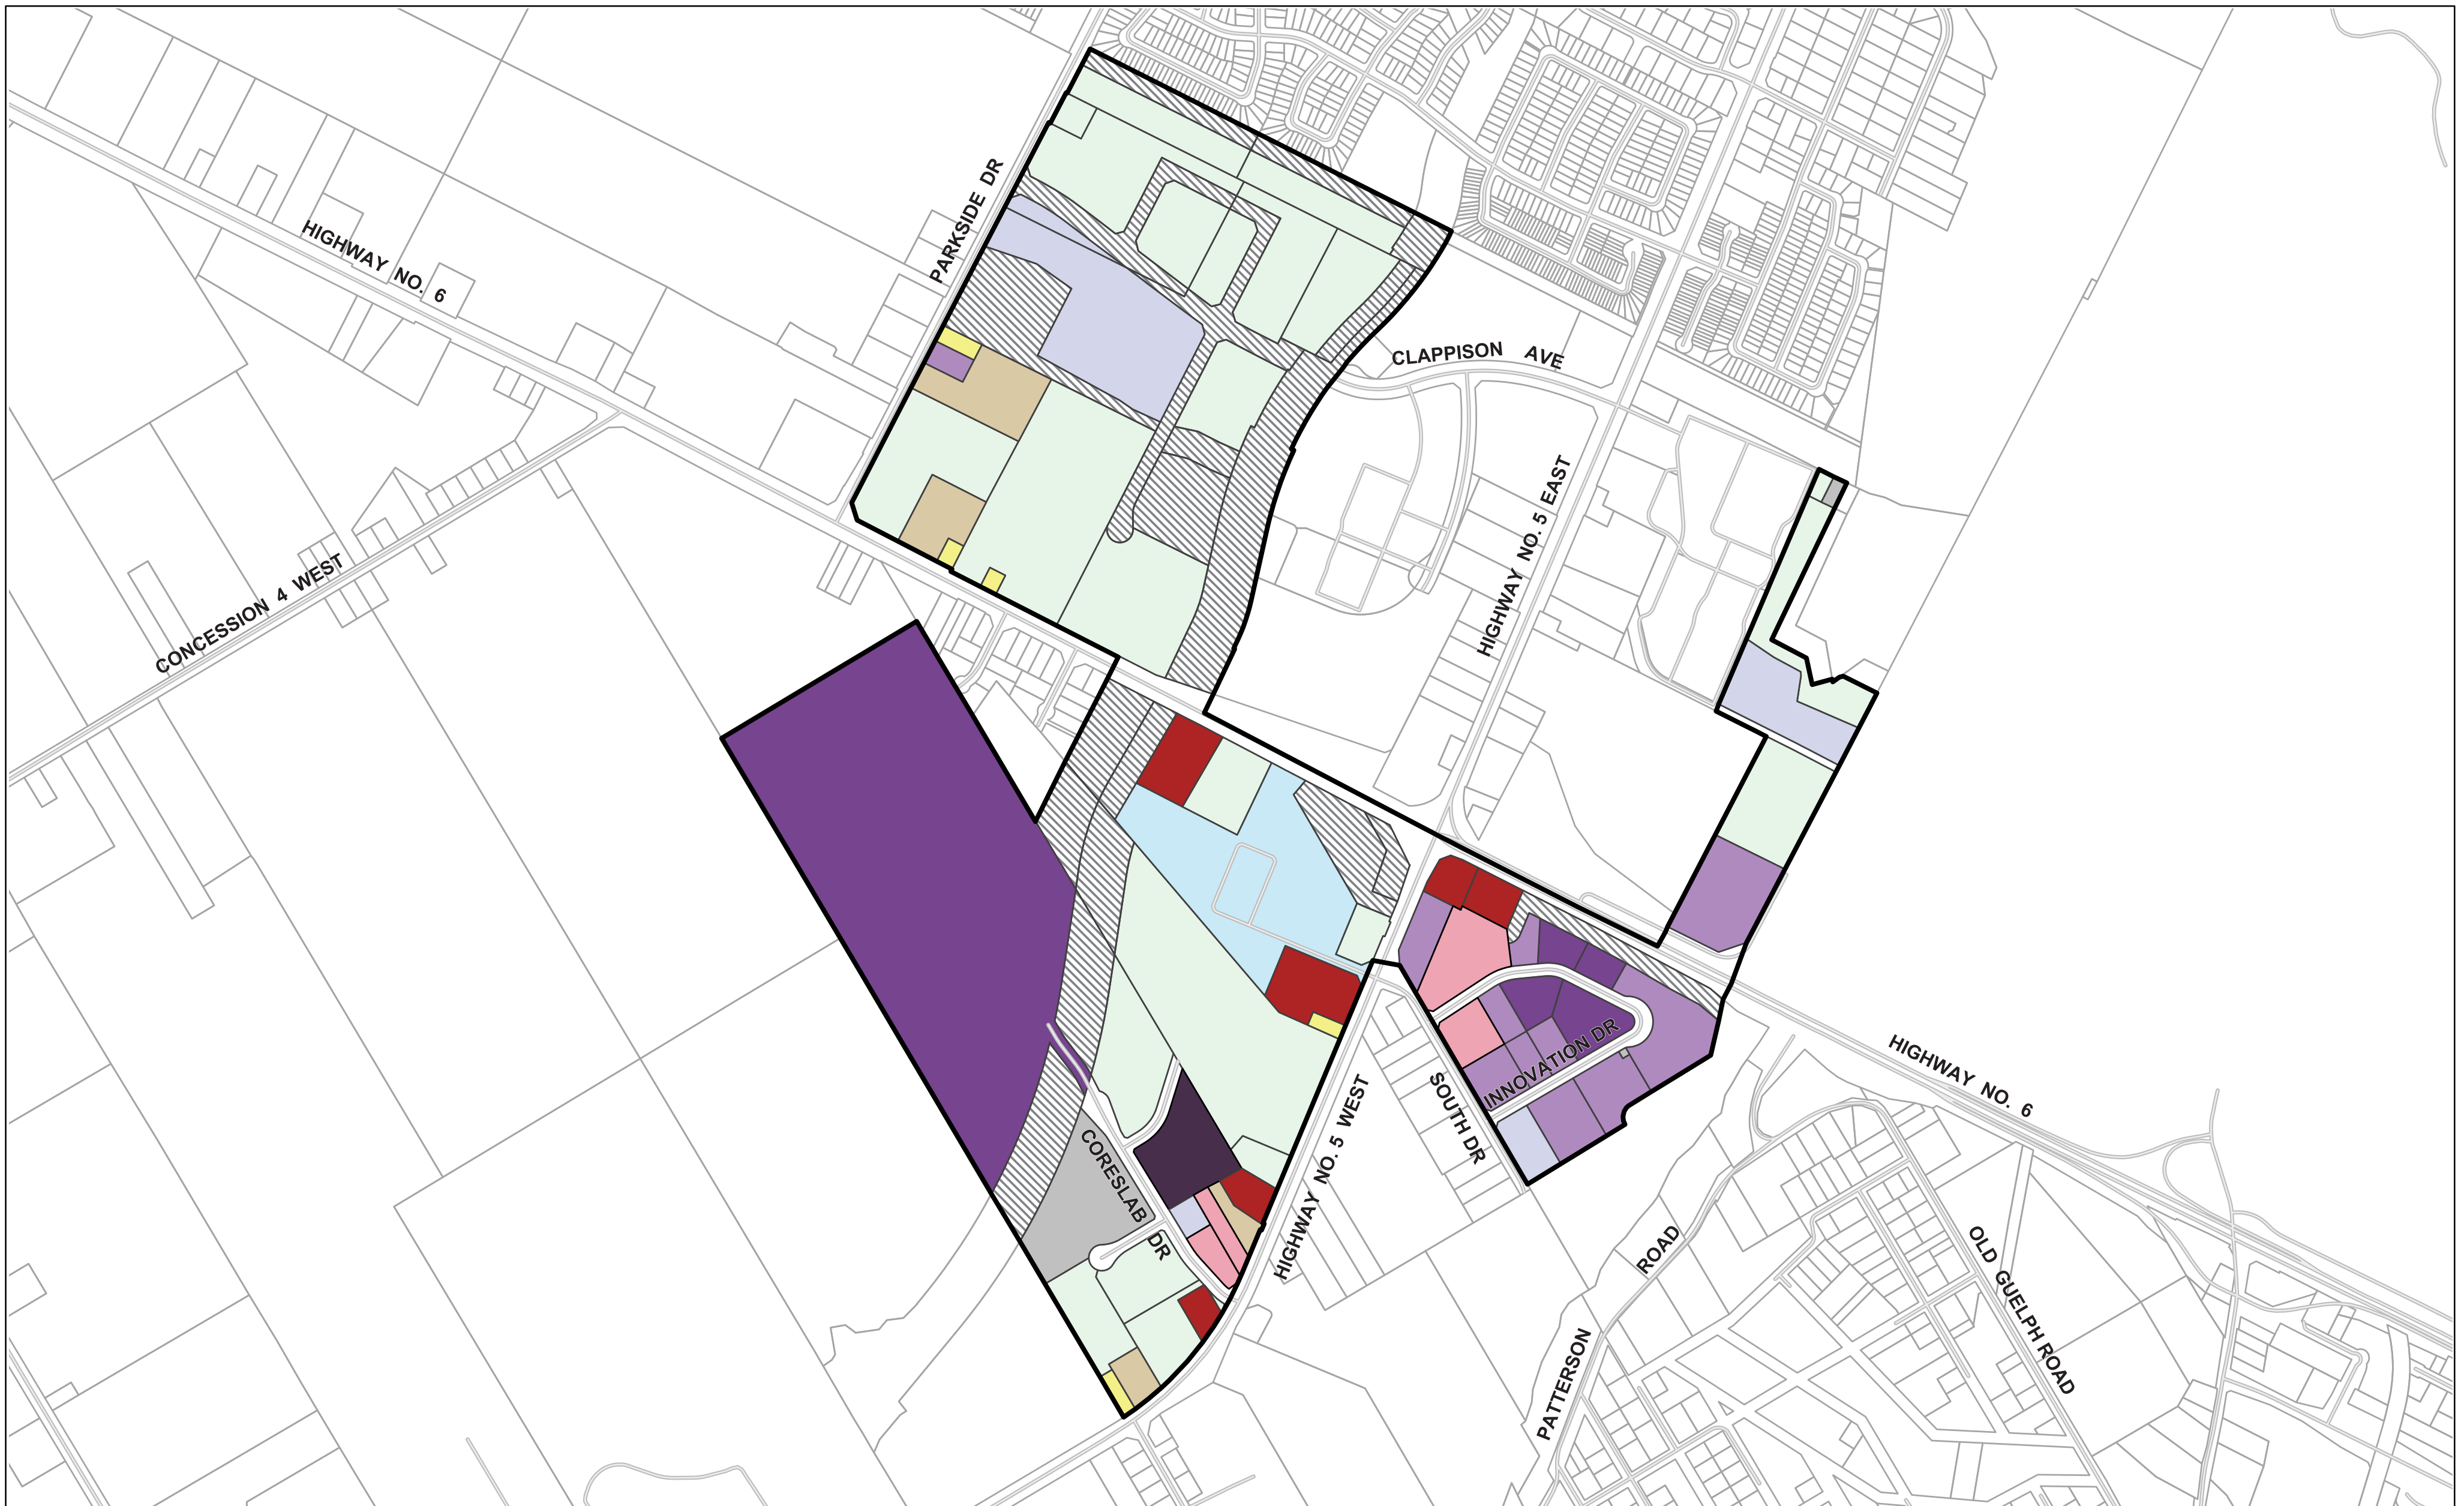 PARKSIDE DR
HIGHWAY NO. 6
CLAPPISON AVE
HIGHWAY NO. 5 EAST
CONCESSION 4 WEST
INNOVATION DR
HIGHWAY NO. 6
SOUTH DR
HIGHWAY NO. 5 WEST
CORESLAB DR
PATTERSON ROAD
OLD GUELPH ROAD